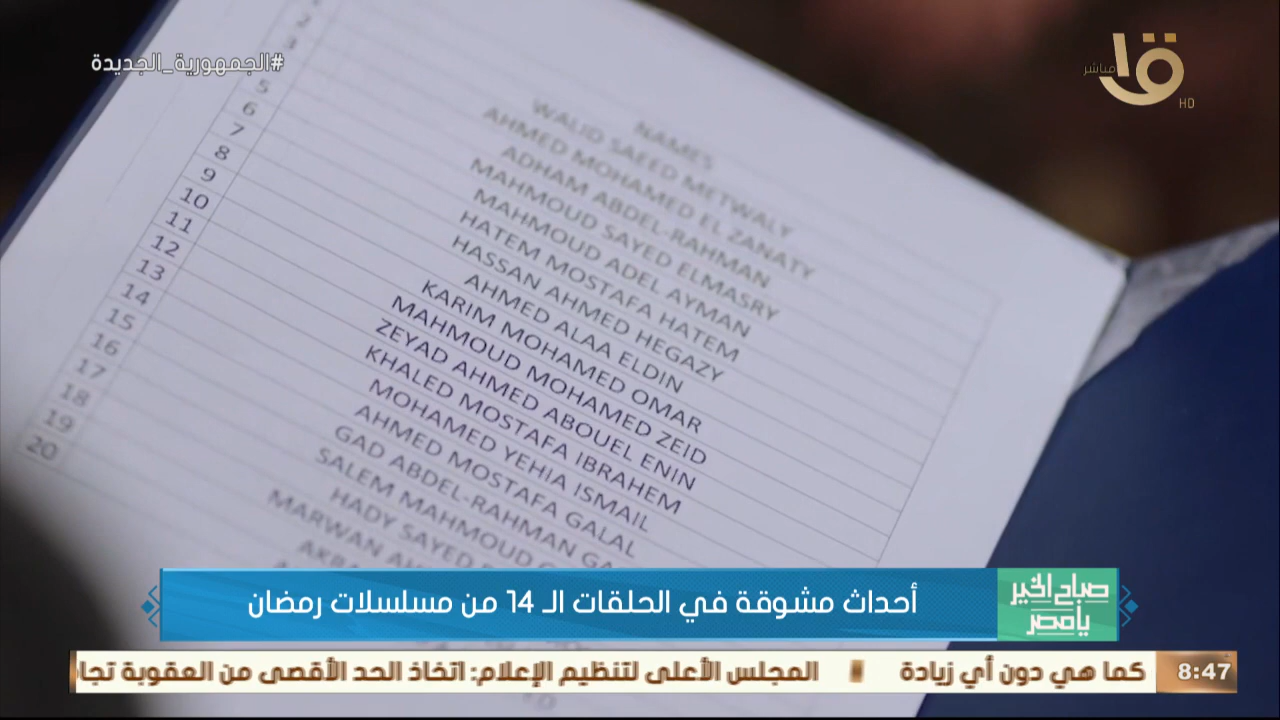 #الجمهورية_الجديدة
مباشر
HD
2
3
5
6
7
8
9
10
11
12
13
14
15
16
17
18
19
20
NAMES
WALID SAEED METWALY
AHMED MOHAMED EL ZANATY
ADHAM ABDEL-RAHMAN
MAHMOUD SAYED ELMASRY
MAHMOUD ADEL AYMAN
HATEM MOSTAFA HATEM
HASSAN AHMED HEGAZY
AHMED ALAA ELDIN
KARIM MOHAMED OMAR
MAHMOUD MOHAMED ZEID
ZEYAD AHMED ABOUEL ENIN
KHALED MOSTAFA IBRAHEM
MOHAMED YEHIA ISMAIL
AHMED MOSTAFA GALAL
GAD ABDEL-RAHMAN
SALEM MAHMOUD
HADY SAYED
MARWAN
صباح الخير يا مصر
أحداث مشوقة في الحلقات الـ 14 من مسلسلات رمضان
8:47 كما هي دون أي زيادة المجلس الأعلى لتنظيم الإعلام: اتخاذ الحد الأقصى من العقوبة